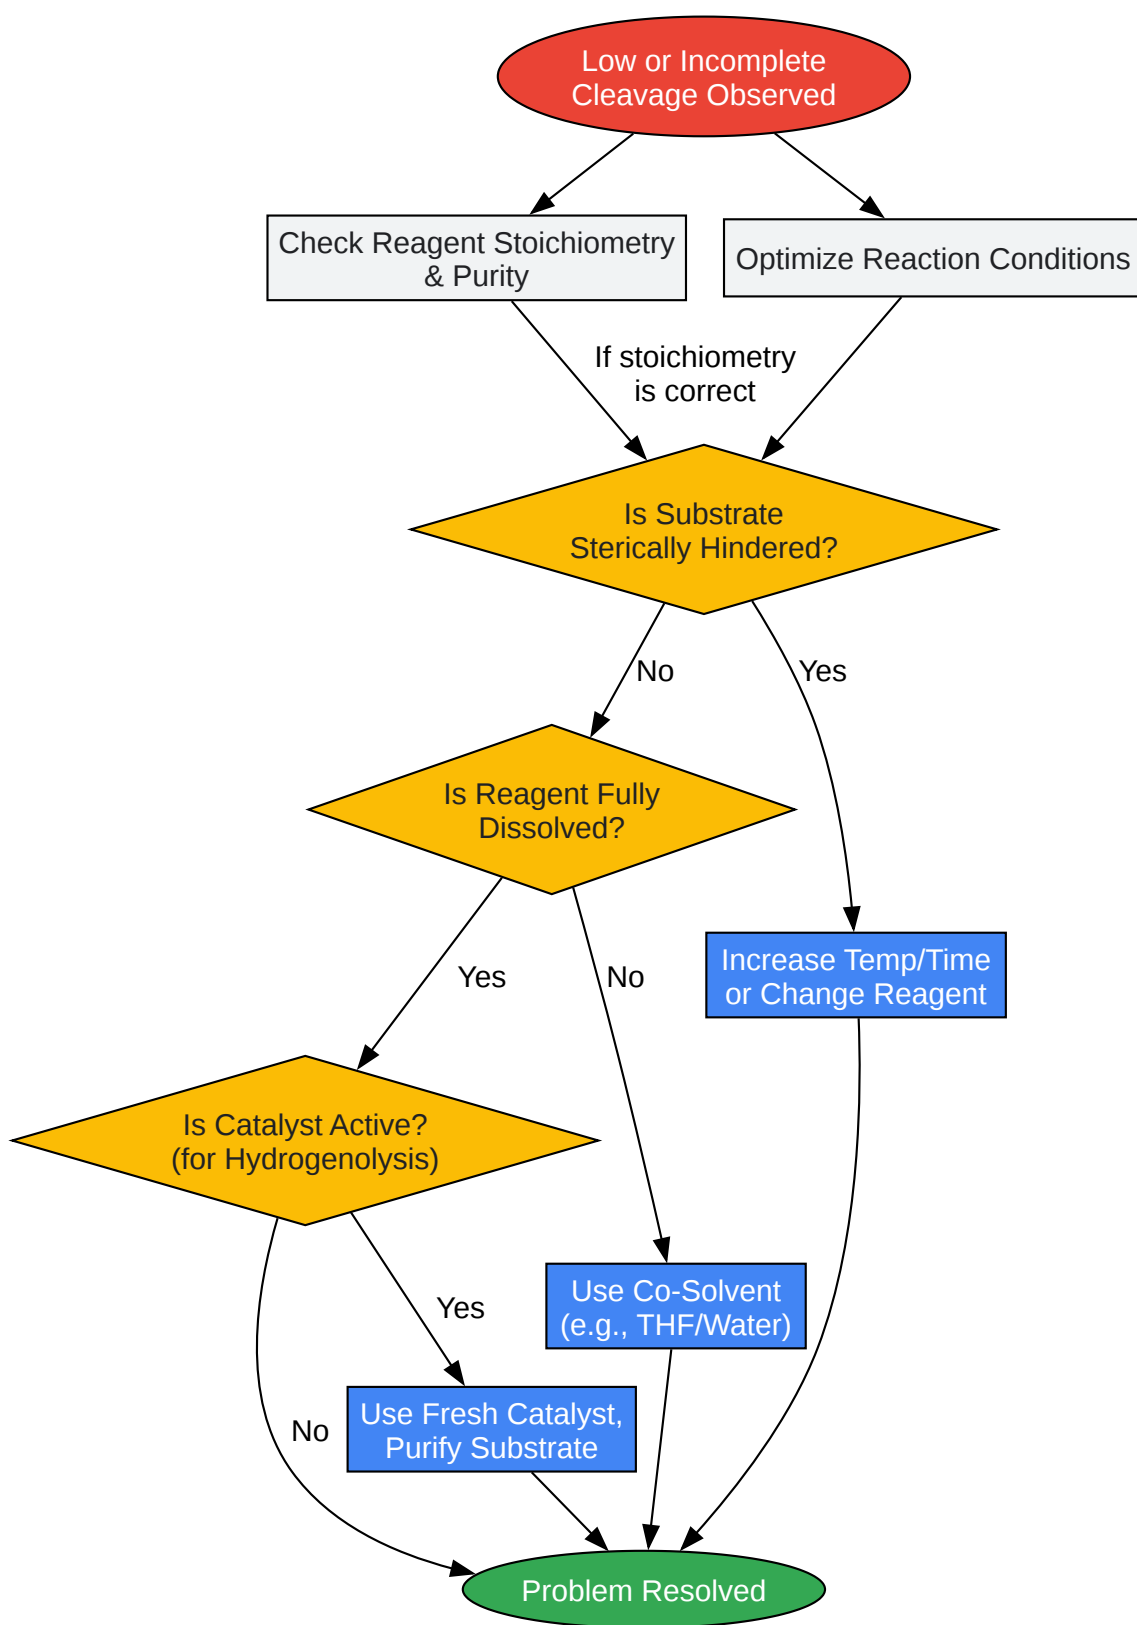 Low or Incomplete
Cleavage Observed
Check Reagent Stoichiometry
& Purity
Optimize Reaction Conditions
If stoichiometry
is correct
Is Substrate
Sterically Hindered?
No
Yes
Is Reagent Fully
Dissolved?
Yes
No
Increase Temp/Time
or Change Reagent
Is Catalyst Active?
(for Hydrogenolysis)
Use Co-Solvent
(e.g., THF/Water)
Yes
No
Use Fresh Catalyst,
Purify Substrate
Problem Resolved